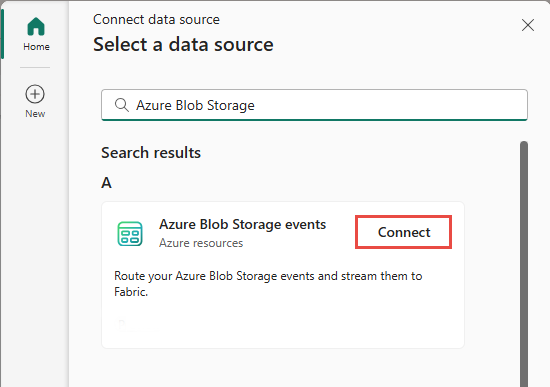 Connect data source
Select a data source
Home
New
Azure Blob Storage
Search results
A
Azure Blob Storage events
Azure resources
Connect
Route your Azure Blob Storage events and stream them to
Fabric.